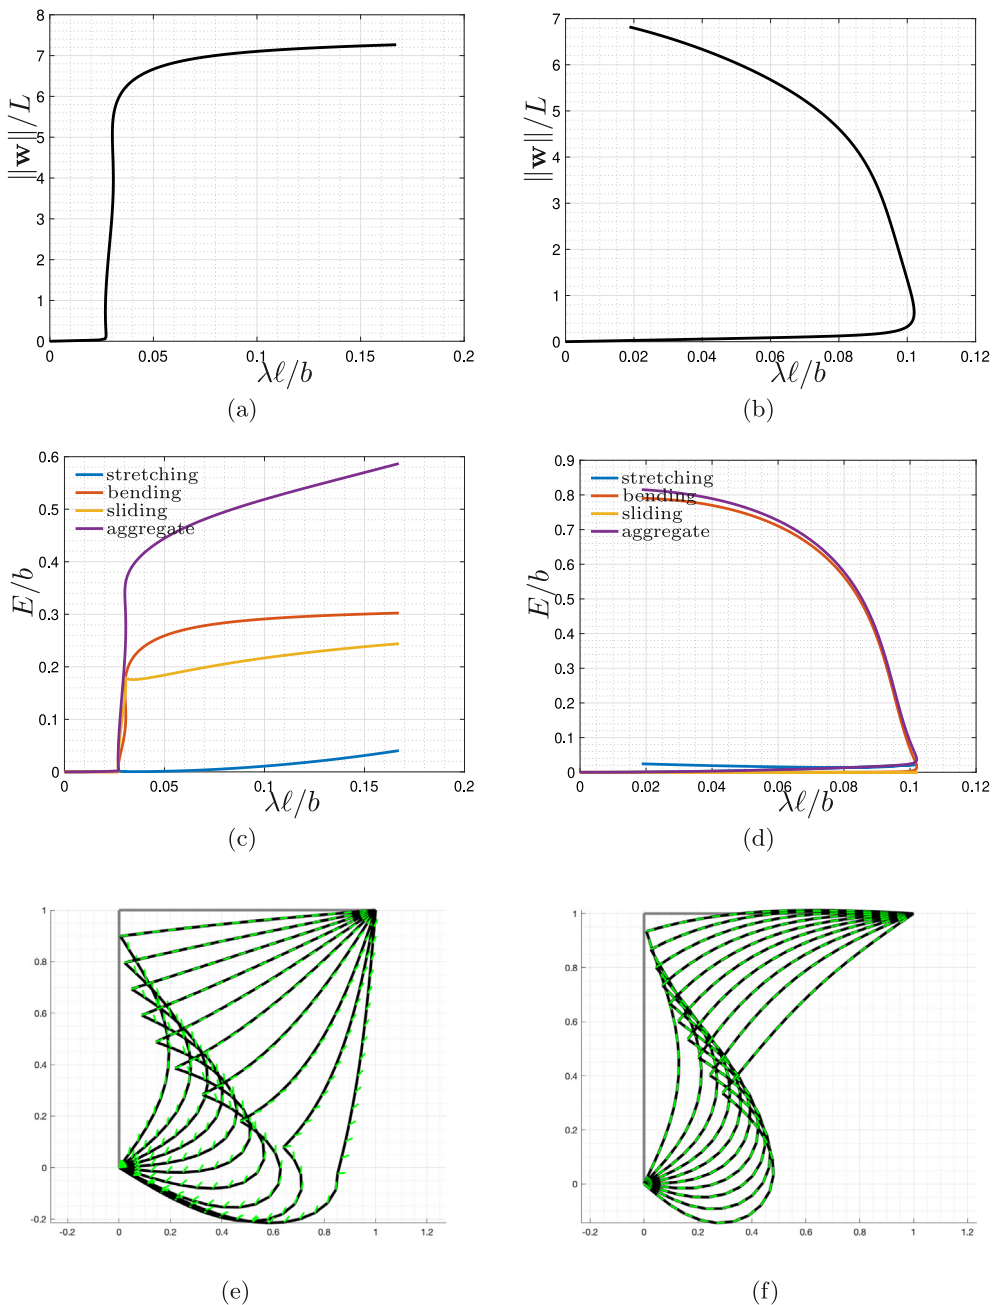 8
7
6
5
4
3
2
1
0
‖w‖/L
0 0.05 0.1 0.15 0.2
λℓ/b
(a)
7
6
5
4
3
2
1
0
‖w‖/L
0 0.02 0.04 0.06 0.08 0.1 0.12
λℓ/b
(b)
0.6
0.5
0.4
0.3
0.2
0.1
0
E/b
stretching
bending
sliding
aggregate
0 0.05 0.1 0.15 0.2
λℓ/b
(c)
0.9
0.8
0.7
0.6
0.5
0.4
0.3
0.2
0.1
0
E/b
stretching
bending
sliding
aggregate
0 0.02 0.04 0.06 0.08 0.1 0.12
λℓ/b
(d)
1
0.8
0.6
0.4
0.2
0
-0.2
-0.2 0 0.2 0.4 0.6 0.8 1 1.2
(e)
1
0.8
0.6
0.4
0.2
0
-0.2 0 0.2 0.4 0.6 0.8 1 1.2
(f)